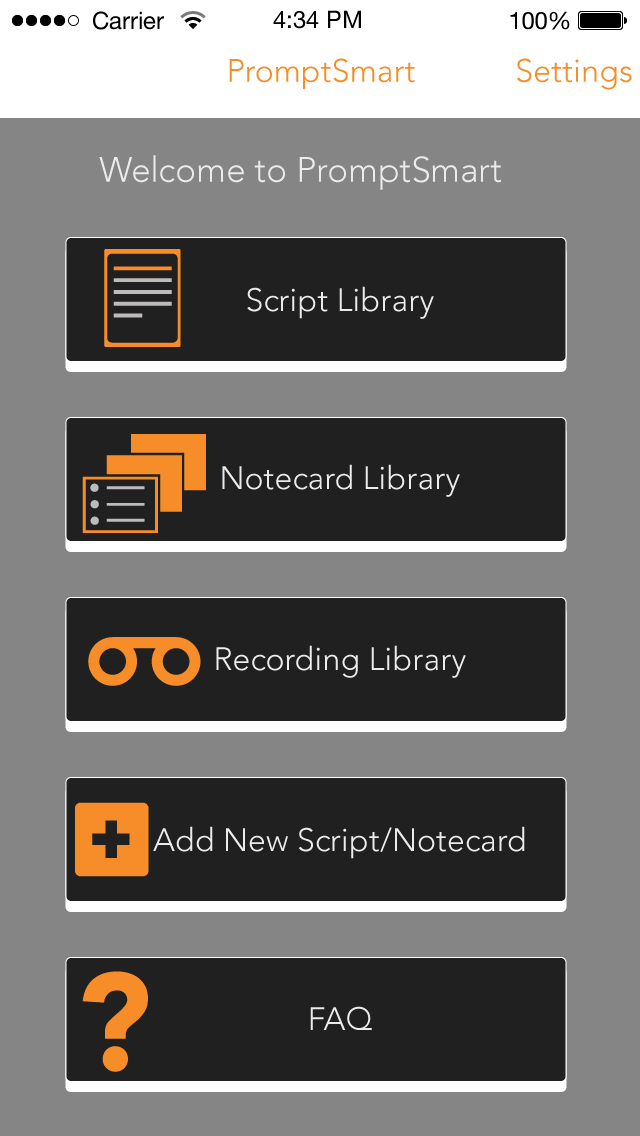 Carrier 4:34 PM 100%
PromptSmart Settings
Welcome to PromptSmart
Script Library
Notecard Library
Recording Library
Add New Script/Notecard
FAQ